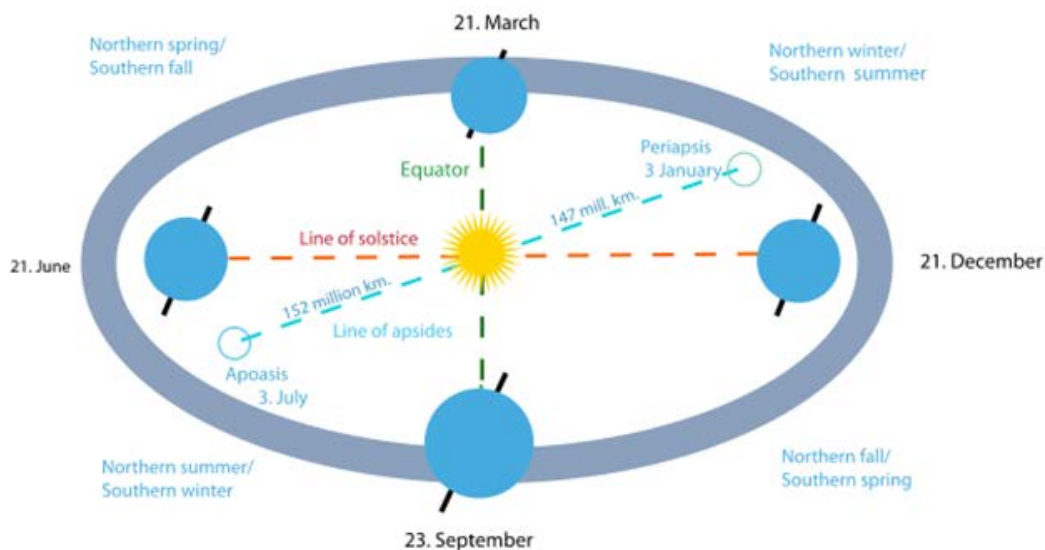 21. March
Northern spring/
Southern fall
Northern winter/
Southern summer
Periapsis
3 January
Equator
147 mill. km.
Line of solstice
21. June
21. December
152 million km.
Line of apsides
Apoasis
3. July
Northern summer/
Southern winter
Northern fall/
Southern spring
23. September